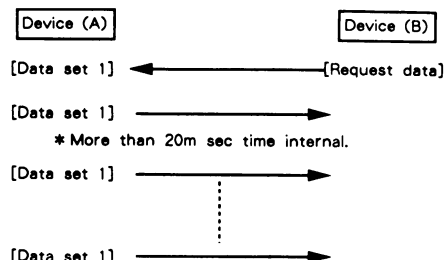 Device (A) Device (B)
[Data set 1] [Request data]
[Data set 1]
* More than 20m sec time internal.
[Data set 1]
[Data set 1]